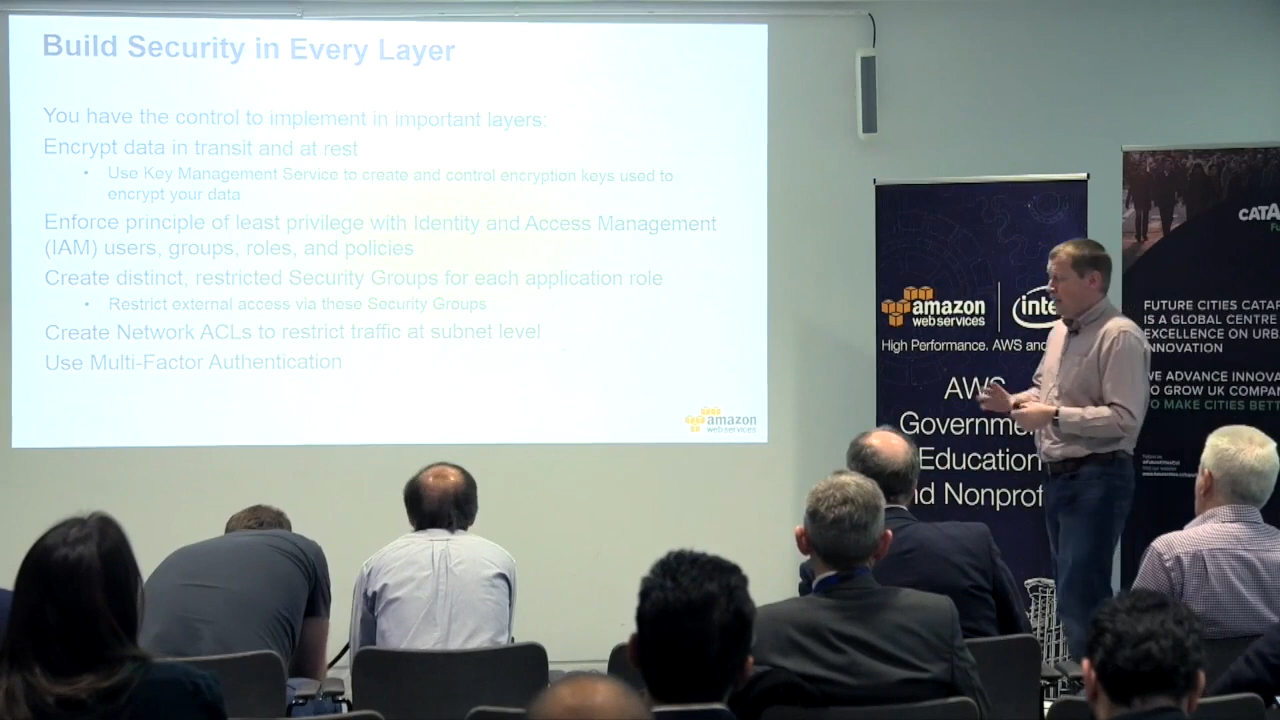 Build Security in Every Layer
You have the control to implement in important layers:
Encrypt data in transit and at rest
• Use Key Management Service to create and control encryption keys used to
encrypt your data
Enforce principle of least privilege with Identity and Access Management
(IAM) users, groups, roles, and policies
Create distinct, restricted Security Groups for each application role
• Restrict external access via these Security Groups
Create Network ACLs to restrict traffic at subnet level
Use Multi-Factor Authentication
amazon
web services
amazon
web services
High Performance. AWS and
AWS
Governme
Education
nd Nonprof
CATA
FUTURE CITIES CATAP
IS A GLOBAL CENTRE
EXCELLENCE ON URB
NNOVATION
WE ADVANCE INNOVA
TO GROW UK COMPAN
TO MAKE CITIES BETT